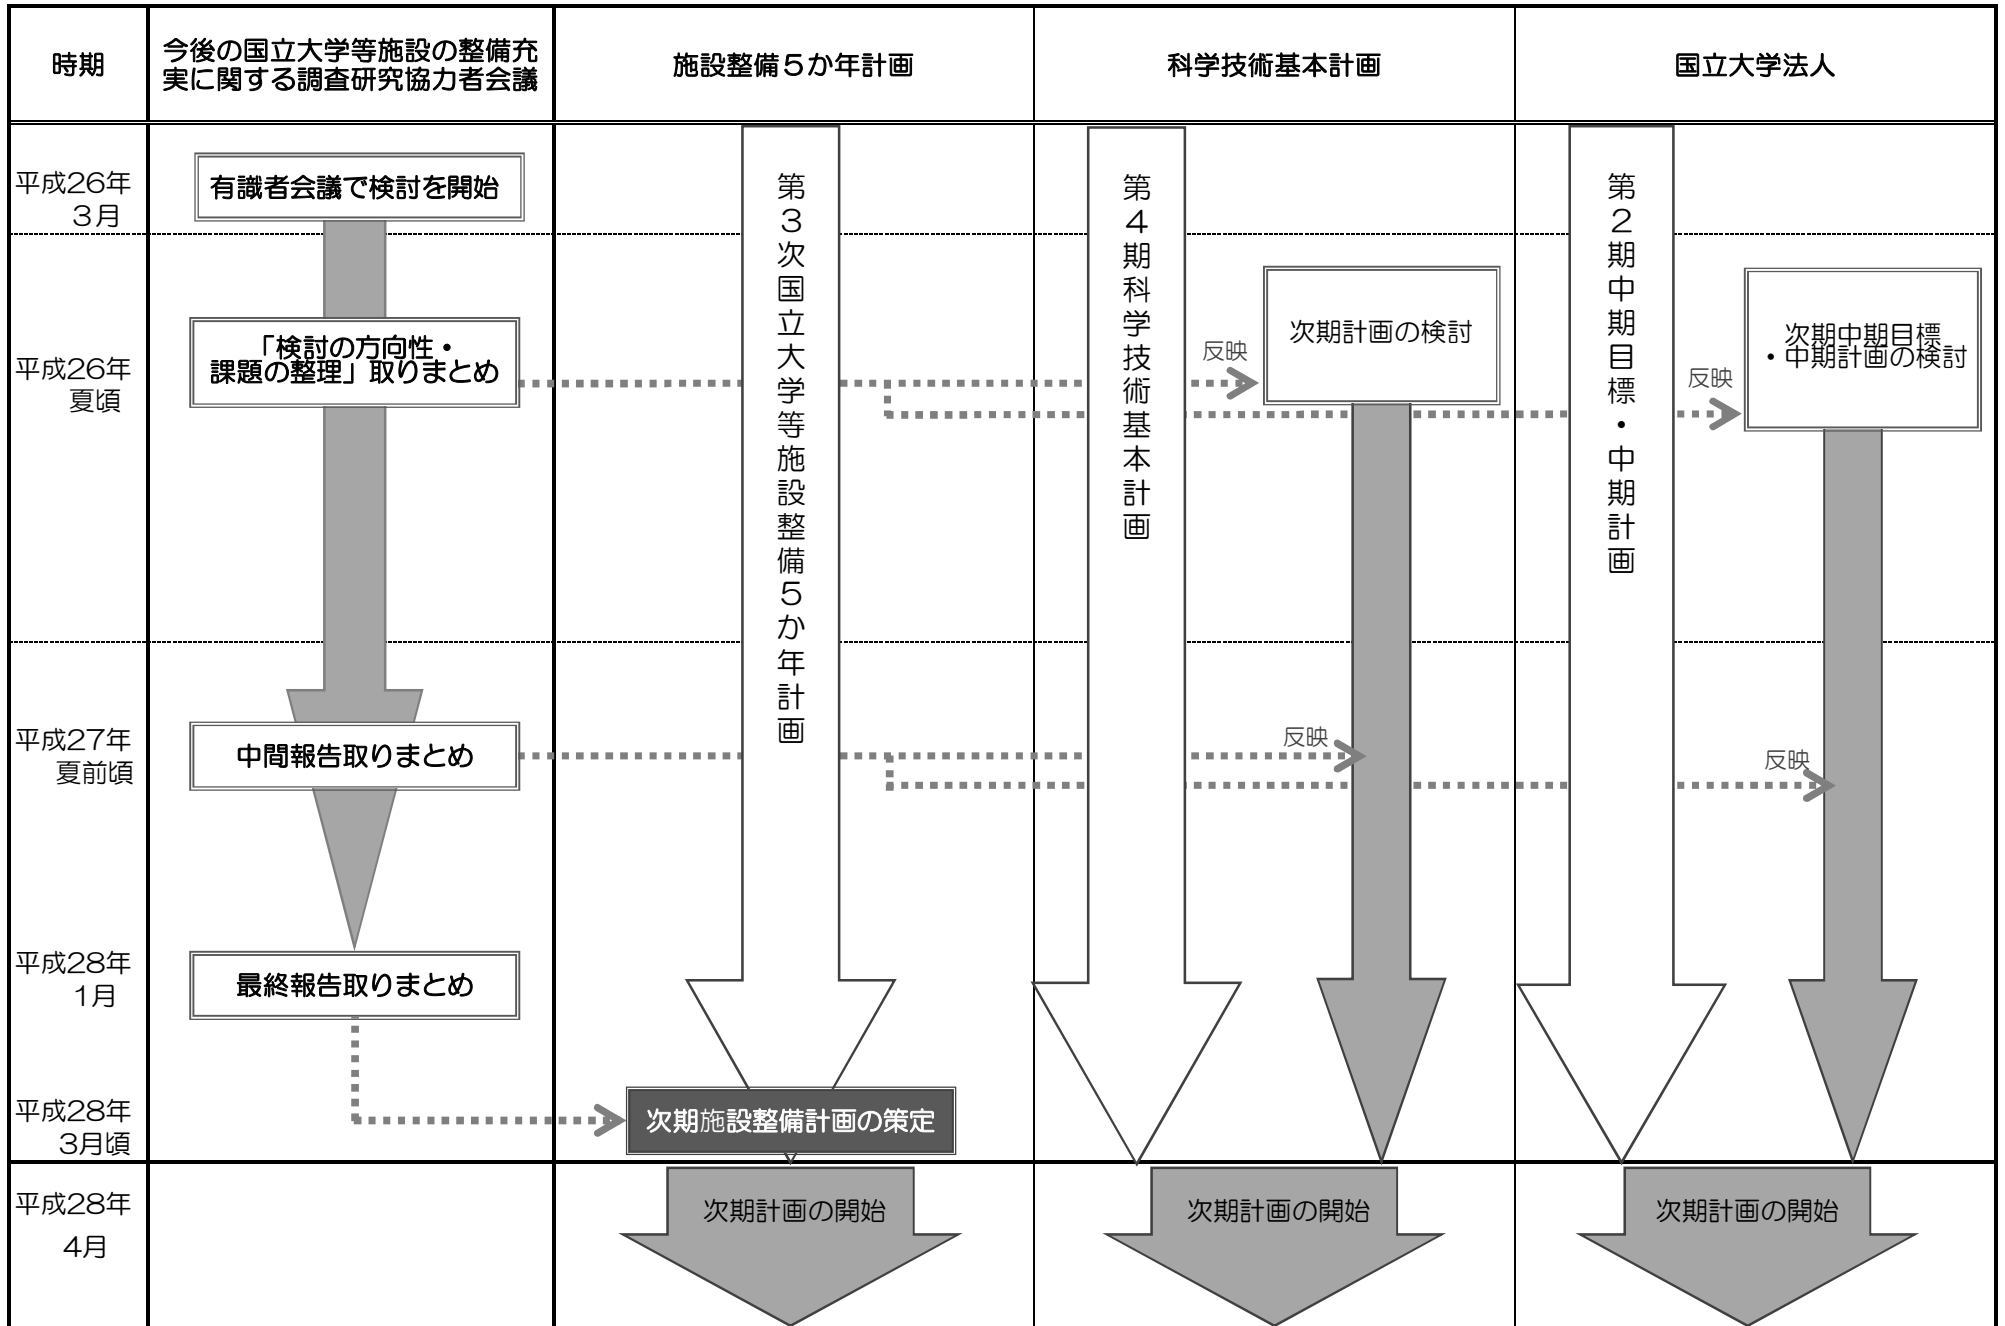 時期
今後の国立大学等施設の整備充
実に関する調査研究協力者会議
施設整備５か年計画
科学技術基本計画
国立大学法人
平成26年
３月
有識者会議で検討を開始
第３次国立大学等施設整備５か年計画
第４期科学技術基本計画
第２期中期目標・中期計画
平成26年
夏頃
「検討の方向性・
課題の整理」取りまとめ
反映
次期計画の検討
反映
次期中期目標
・中期計画の検討
平成27年
夏前頃
中間報告取りまとめ
反映
反映
平成28年
1月
最終報告取りまとめ
平成28年
3月頃
次期施設整備計画の策定
平成28年
4月
次期計画の開始
次期計画の開始
次期計画の開始